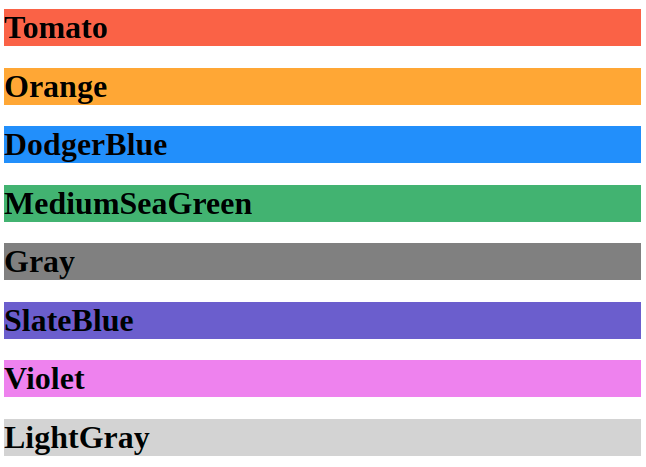 Tomato
Orange
DodgerBlue
MediumSeaGreen
Gray
SlateBlue
Violet
LightGray